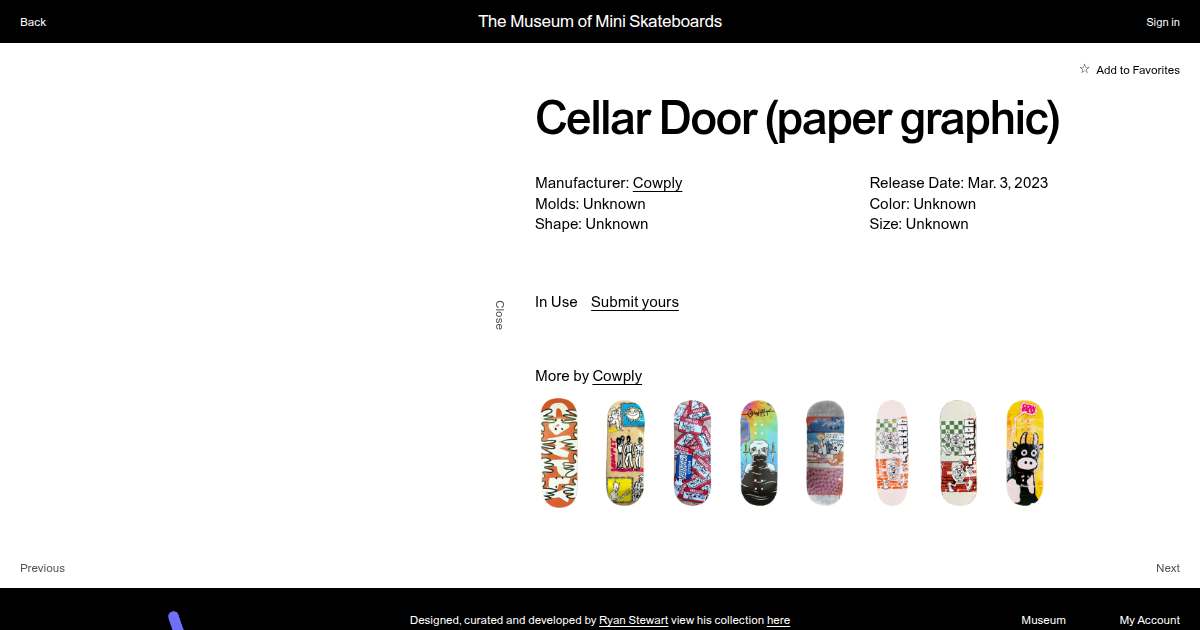 Back
The Museum of Mini Skateboards
Sign in
☆ Add to Favorites
Cellar Door (paper graphic)
Manufacturer: Cowply
Molds: Unknown
Shape: Unknown
Release Date: Mar. 3, 2023
Color: Unknown
Size: Unknown
Close
In Use Submit yours
More by Cowply
Previous
Next
Designed, curated and developed by Ryan Stewart view his collection here
Museum
My Account